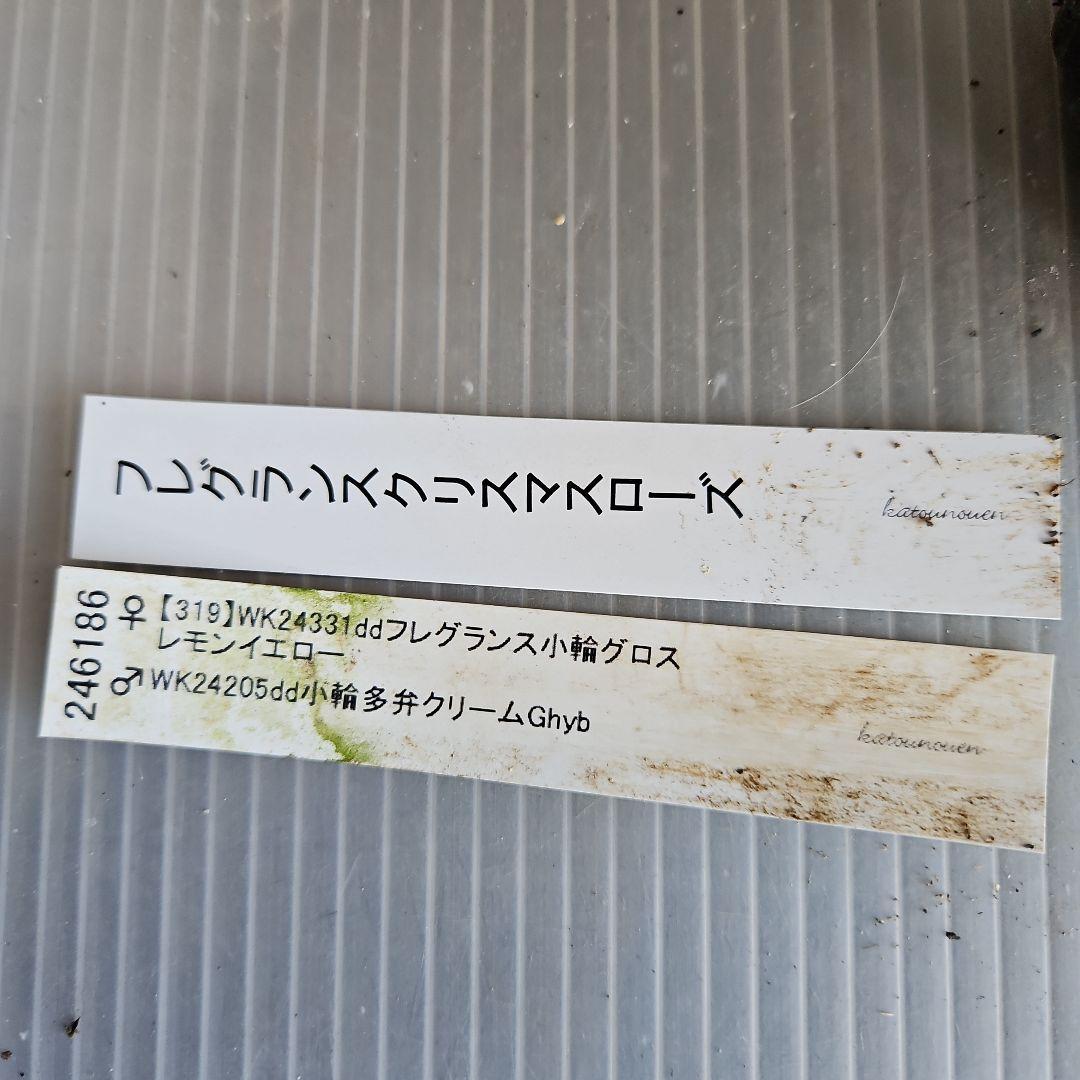 フレグランスクリスマスローズ
katounouen
246186
♀【319】WK24331ddフレグランス小輪グロス
レモンイエロー
♂WK24205dd小輪多弁クリームGhyb
katounouen